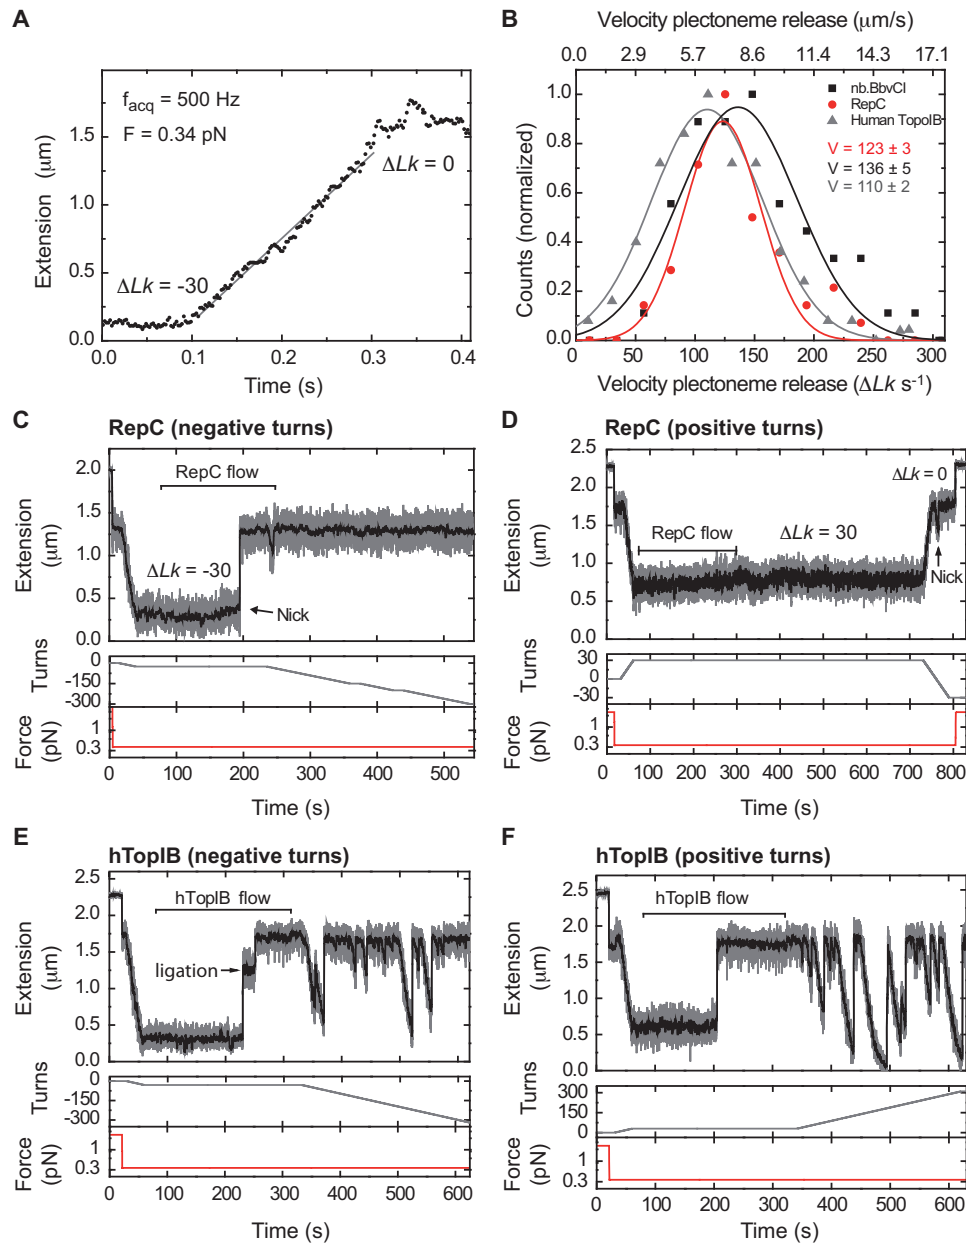 A
f_acq = 500 Hz
F = 0.34 pN
ΔLk = 0
ΔLk = -30
Extension (µm)
0.0
0.5
1.0
1.5
2.0
0.0
0.1
0.2
0.3
0.4
Time (s)
B
Velocity plectoneme release (µm/s)
0.0
2.9
5.7
8.6
11.4
14.3
17.1
nb.BbvCI
RepC
Human TopoIB
V = 123 ± 3
V = 136 ± 5
V = 110 ± 2
Counts (normalized)
1.0
0.8
0.6
0.4
0.2
0.0
0
50
100
150
200
250
300
Velocity plectoneme release (ΔLk s⁻¹)
C
RepC (negative turns)
RepC flow
ΔLk = -30
Nick
Extension (µm)
2.0
1.5
1.0
0.5
0.0
Turns
0
-150
-300
Force (pN)
1
0.3
0
100
200
300
400
500
Time (s)
D
RepC (positive turns)
ΔLk = 0
RepC flow
ΔLk = 30
Nick
Extension (µm)
2.5
2.0
1.5
1.0
0.5
0.0
Turns
30
0
-30
Force (pN)
1
0.3
0
100
200
300
400
500
600
700
800
Time (s)
E
hTopIB (negative turns)
hTopIB flow
ligation
Extension (µm)
2.5
2.0
1.5
1.0
0.5
0.0
Turns
0
-150
-300
Force (pN)
1
0.3
0
100
200
300
400
500
600
Time (s)
F
hTopIB (positive turns)
hTopIB flow
Extension (µm)
2.5
2.0
1.5
1.0
0.5
0.0
Turns
300
150
0
Force (pN)
1
0.3
0
100
200
300
400
500
600
Time (s)